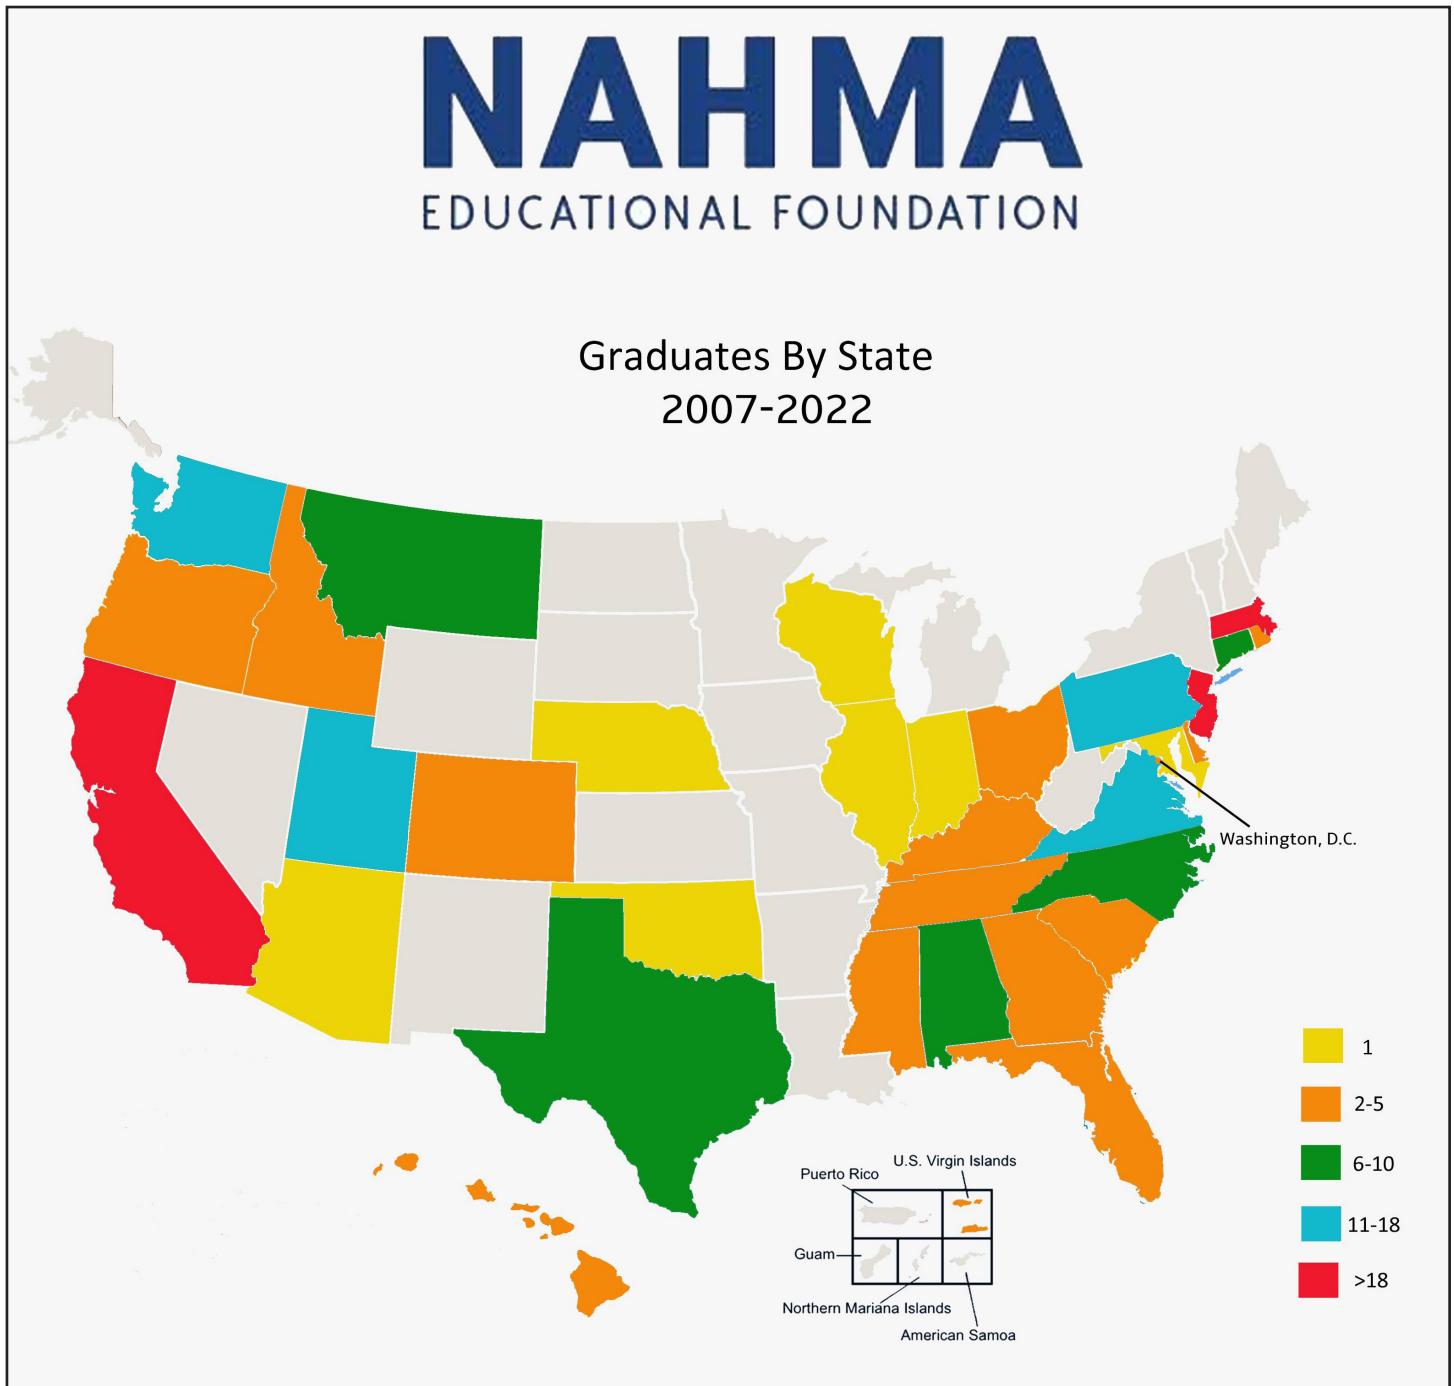 NAHMA
EDUCATIONAL FOUNDATION
Graduates By State
2007-2022
Washington, D.C.
1
2-5
6-10
11-18
>18
U.S. Virgin Islands
Puerto Rico
Guam
Northern Mariana Islands
American Samoa